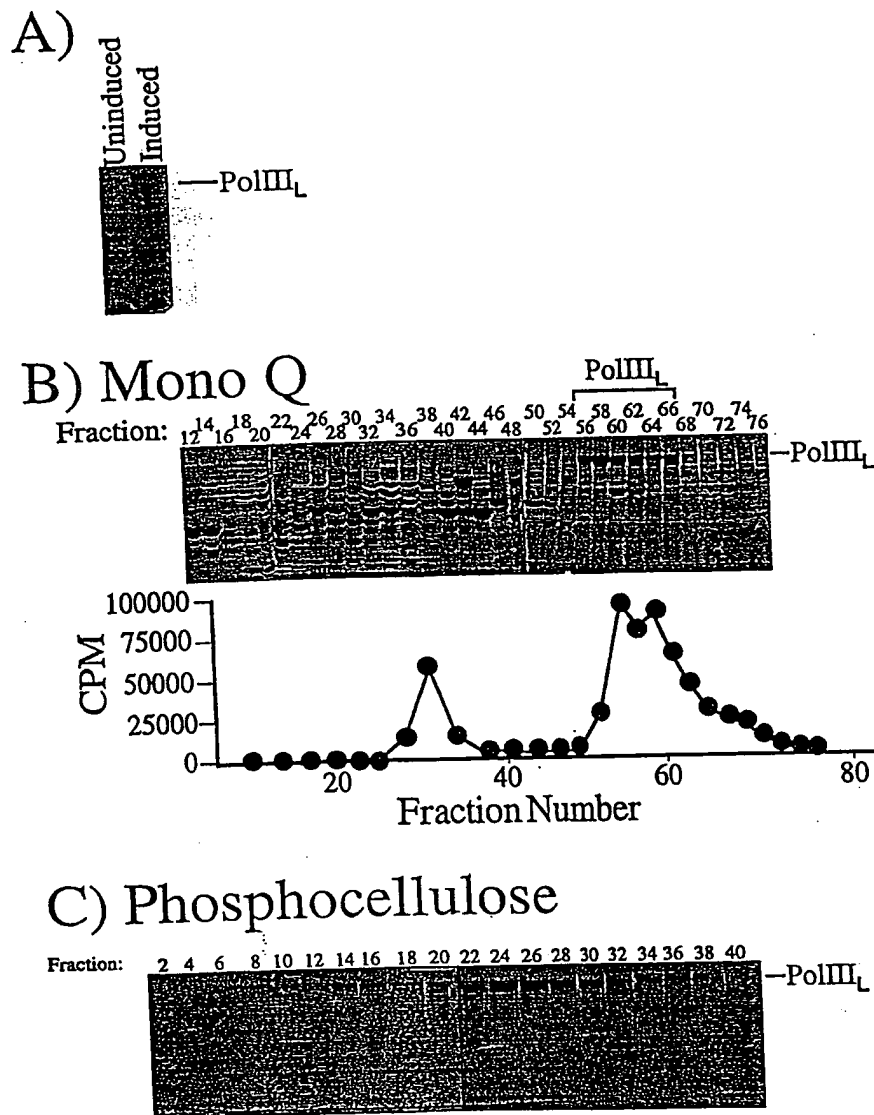 A)
Uninduced
Induced
PolIII_L
B) Mono Q
PolIII_L
Fraction: 12 14 16 18 20 22 24 26 28 30 32 34 36 38 40 42 44 46 48 50 52 54 56 58 60 62 64 66 68 70 72 74 76
PolIII_L
100000
75000
50000
25000
0
CPM
20 40 60 80
Fraction Number
C) Phosphocellulose
Fraction: 2 4 6 8 10 12 14 16 18 20 22 24 26 28 30 32 34 36 38 40
PolIII_L